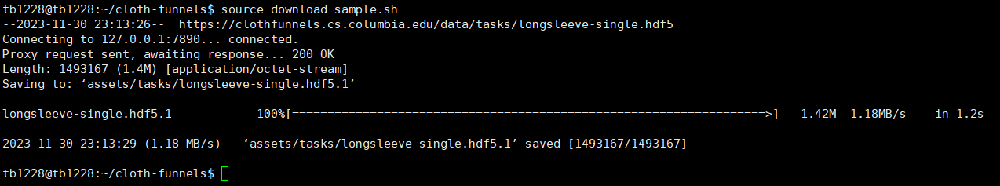 tb1228@tb1228:~/cloth-funnels$ source download_sample.sh
--2023-11-30 23:13:26--  https://clothfunnels.cs.columbia.edu/data/tasks/longsleeve-single.hdf5
Connecting to 127.0.0.1:7890... connected.
Proxy request sent, awaiting response... 200 OK
Length: 1493167 (1.4M) [application/octet-stream]
Saving to: ‘assets/tasks/longsleeve-single.hdf5.1’
longsleeve-single.hdf5.1            100%[===================================================================>]   1.42M  1.18MB/s    in 1.2s
2023-11-30 23:13:29 (1.18 MB/s) - ‘assets/tasks/longsleeve-single.hdf5.1’ saved [1493167/1493167]
tb1228@tb1228:~/cloth-funnels$